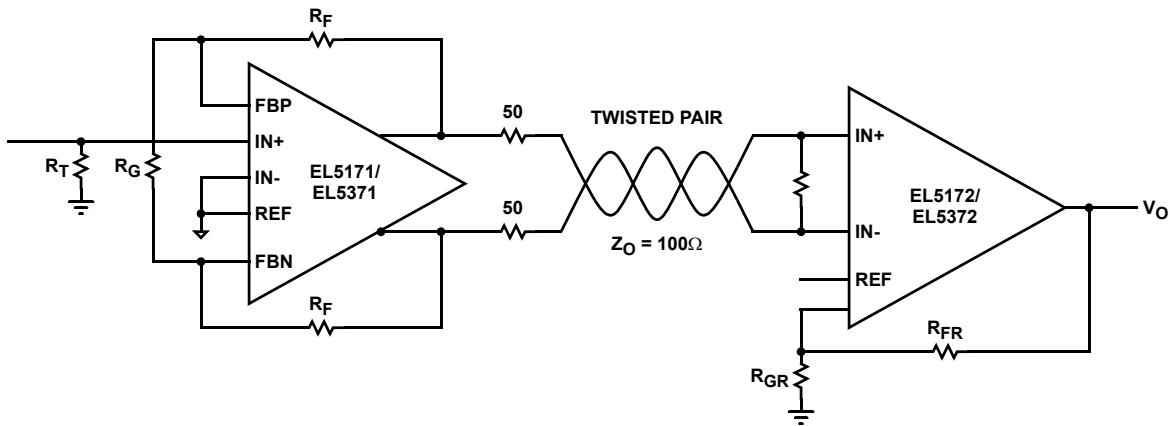 RF
FBP
50
TWISTED PAIR
IN+
IN+
RT
RG
IN-
EL5171/
EL5371
EL5172/
EL5372
VO
REF
50
IN-
ZO = 100Ω
FBN
REF
RF
RFR
RGR